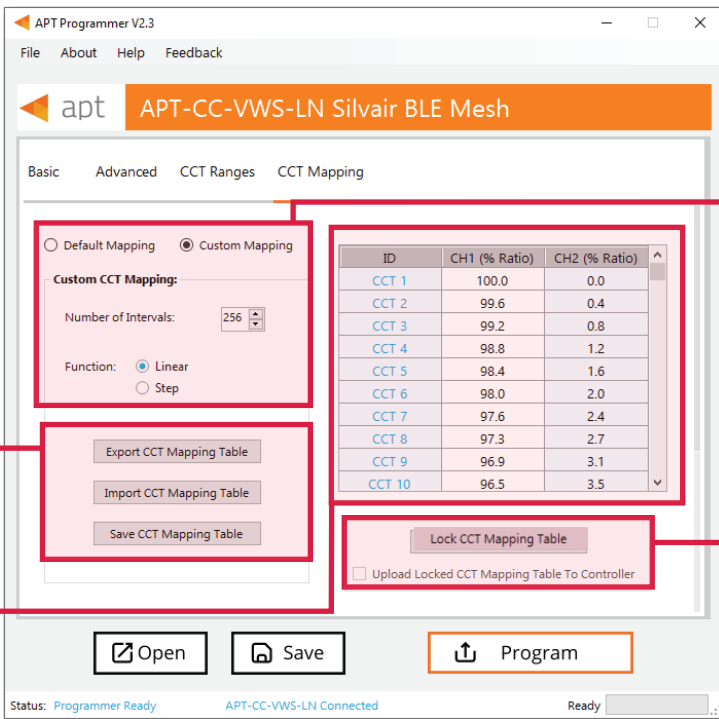 APT Programmer V2.3
File About Help Feedback
apt APT-CC-VWS-LN Silvair BLE Mesh
Basic Advanced CCT Ranges CCT Mapping
Default Mapping Custom Mapping
Custom CCT Mapping:
Number of Intervals: 256
Function: Linear
Step
Export CCT Mapping Table
Import CCT Mapping Table
Save CCT Mapping Table
ID CH1 (% Ratio) CH2 (% Ratio)
CCT 1 100.0 0.0
CCT 2 99.6 0.4
CCT 3 99.2 0.8
CCT 4 98.8 1.2
CCT 5 98.4 1.6
CCT 6 98.0 2.0
CCT 7 97.6 2.4
CCT 8 97.3 2.7
CCT 9 96.9 3.1
CCT 10 96.5 3.5
Lock CCT Mapping Table
Upload Locked CCT Mapping Table To Controller
Open Save Program
Status: Programmer Ready APT-CC-VWS-LN Connected Ready